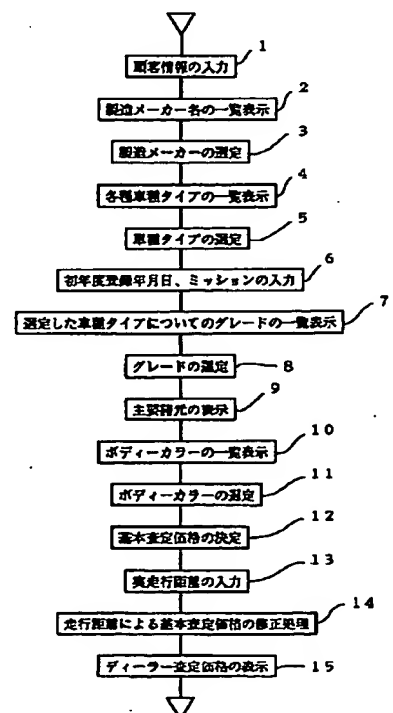 1
顧客情報の入力
2
製造メーカー名の一覧表示
3
製造メーカーの選定
4
各種車種タイプの一覧表示
5
車種タイプの選定
6
初年度登録年月日、ミッションの入力
7
選定した車種タイプについてのグレードの一覧表示
グレードの選定
8
主要諸元の表示
9
ボディーカラーの一覧表示
10
ボディーカラーの選定
11
基本査定価格の決定
12
実走行距離の入力
13
走行距離による基本査定価格の修正処理
14
ディーラー査定価格の表示
15